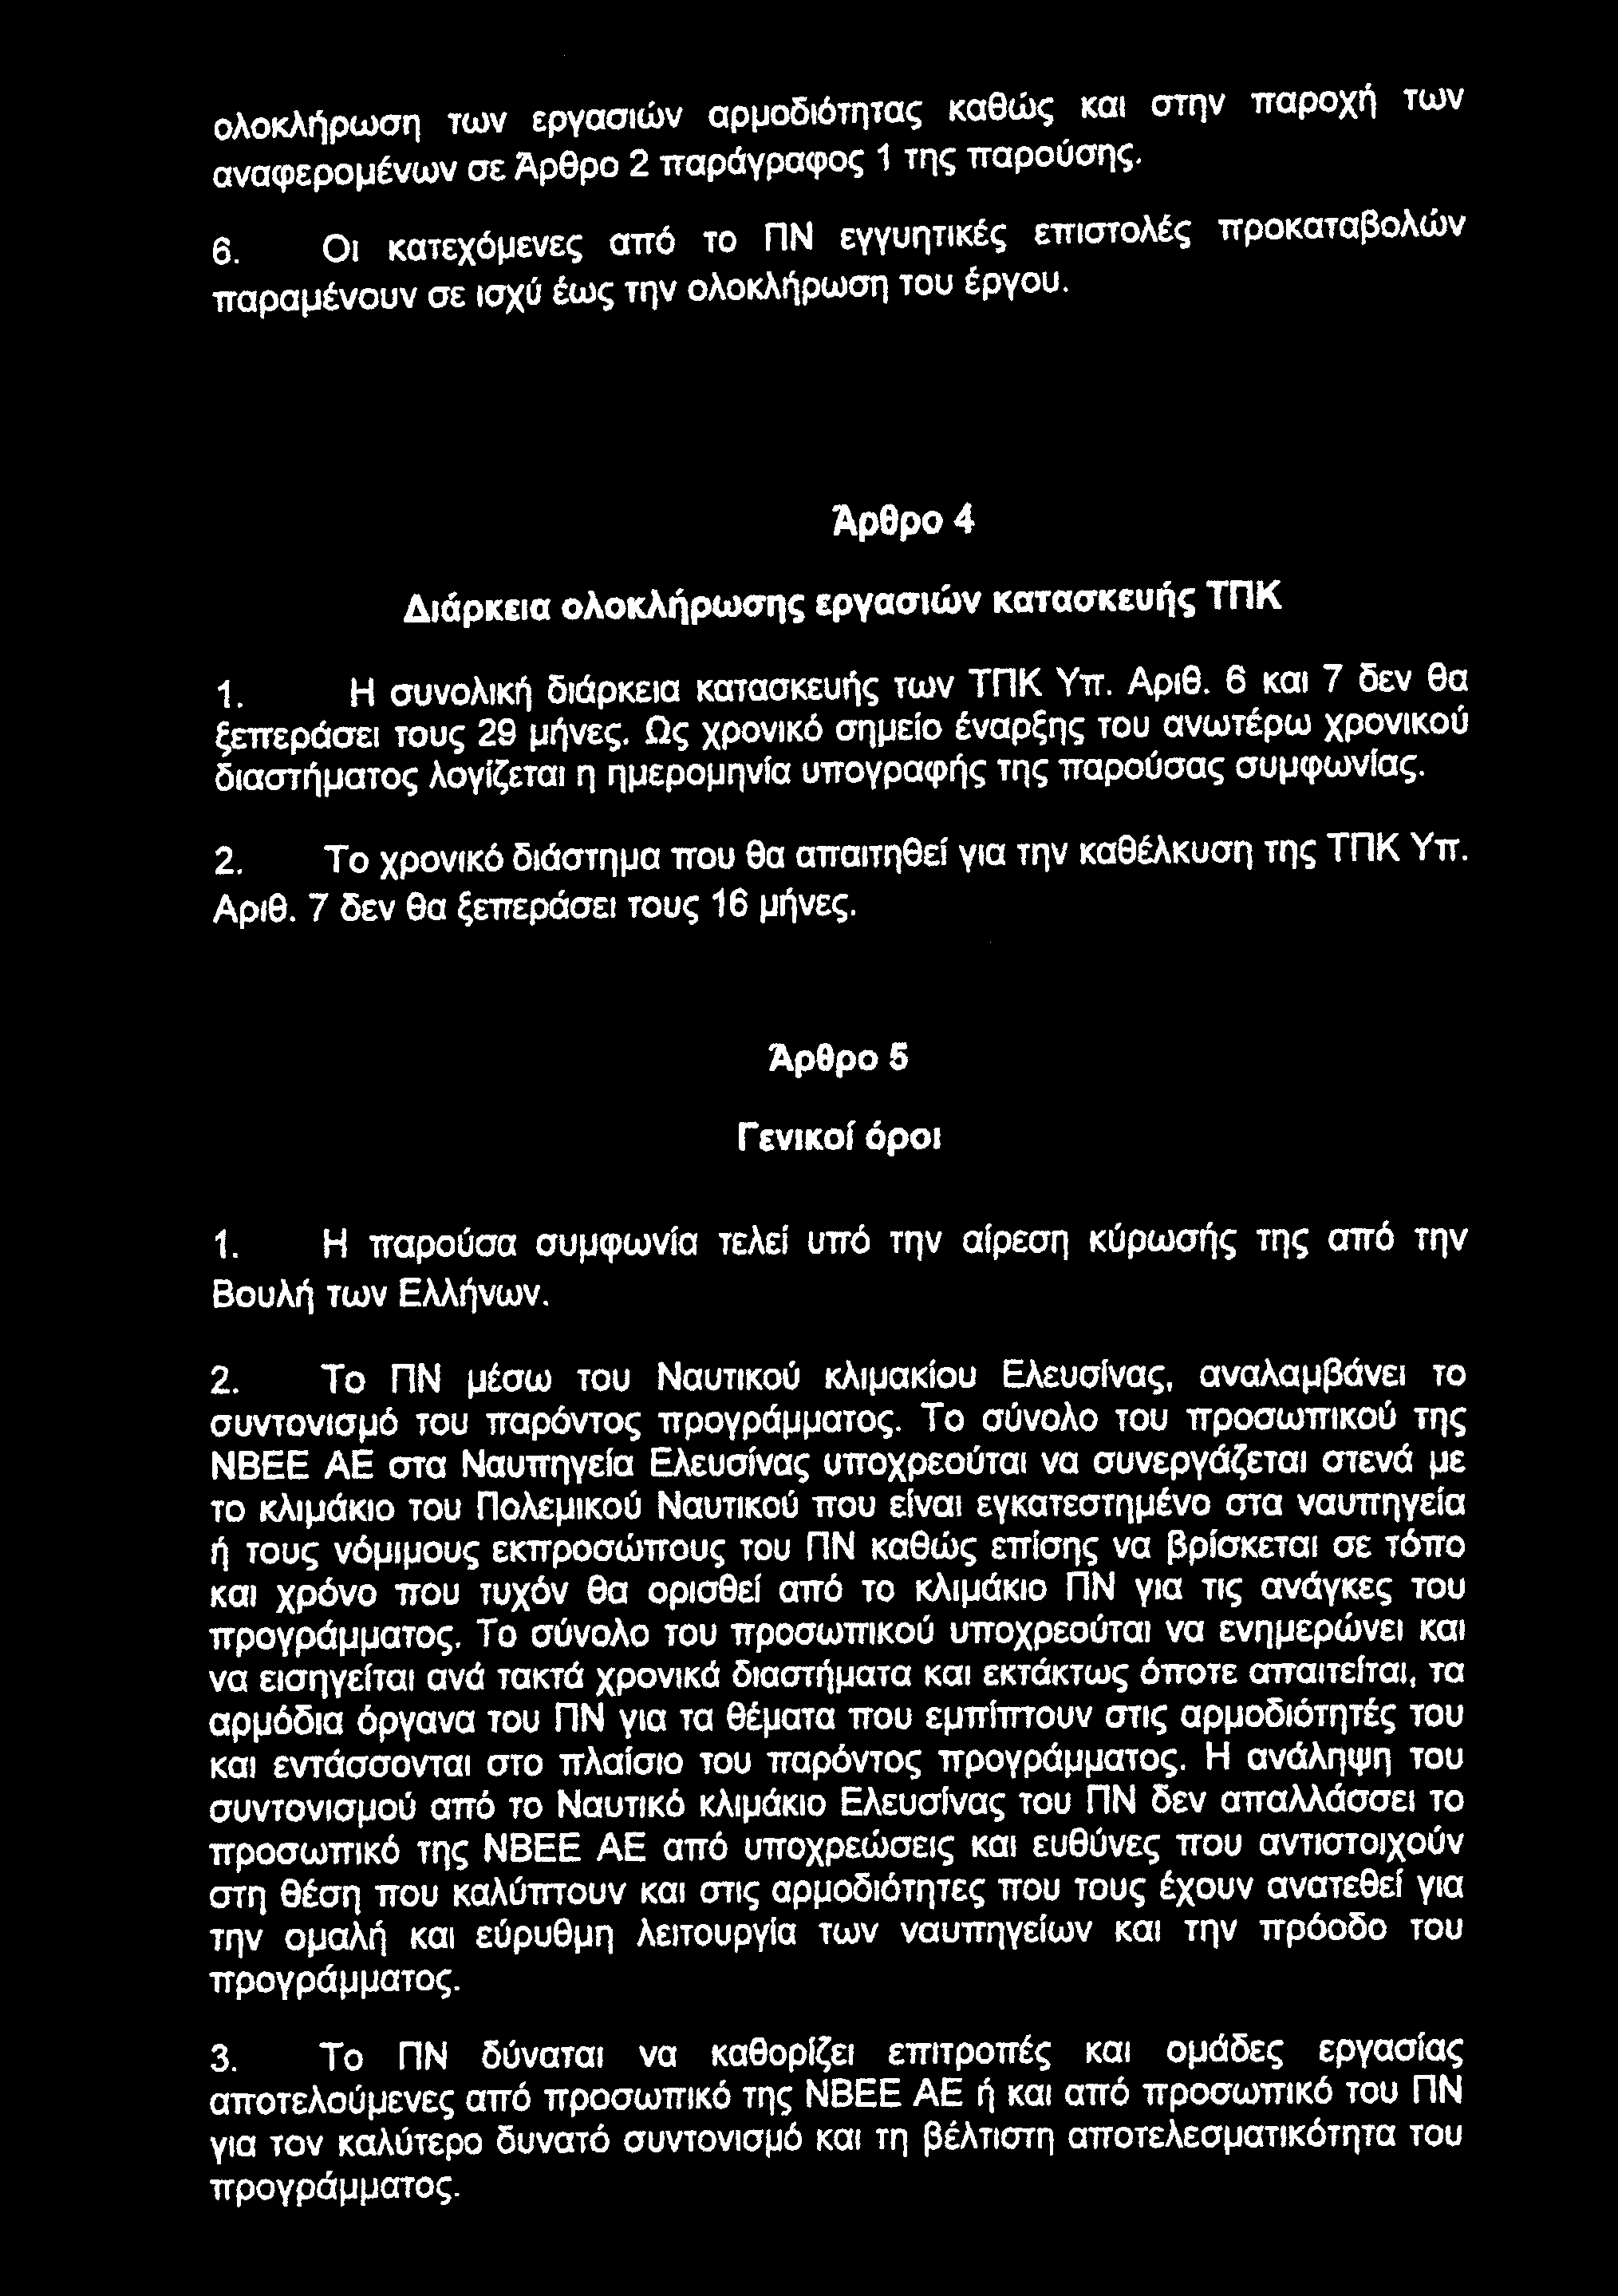 ολοκλήρωση των εργασιών αρμοδιότητας καθώς και στην παροχή των
αναφερομένων σε Άρθρο 2 παράγραφος 1 της παρούσης.
6. Οι κατεχόμενες από το ΠΝ εγγυητικές επιστολές προκαταβολών
παραμένουν σε ισχύ έως την ολοκλήρωση του έργου.
Άρθρο 4
Διάρκεια ολοκλήρωσης εργασιών κατασκευής ΤΠΚ
1. Η συνολική διάρκεια κατασκευής των ΤΠΚ Υπ. Αριθ. 6 και 7 δεν θα
ξεπεράσει τους 29 μήνες. Ως χρονικό σημείο έναρξης του ανωτέρω χρονικού
διαστήματος λογίζεται η ημερομηνία υπογραφής της παρούσας συμφωνίας.
2. Το χρονικό διάστημα που θα απαιτηθεί για την καθέλκυση της ΤΠΚ Υπ.
Αριθ. 7 δεν θα ξεπεράσει τους 16 μήνες.
Άρθρο 5
Γενικοί όροι
1. Η παρούσα συμφωνία τελεί υπό την αίρεση κύρωσής της από την
Βουλή των Ελλήνων.
2. Το ΠΝ μέσω του Ναυτικού κλιμακίου Ελευσίνας, αναλαμβάνει το
συντονισμό του παρόντος προγράμματος. Το σύνολο του προσωπικού της
ΝΒΕΕ ΑΕ στα Ναυπηγεία Ελευσίνας υποχρεούται να συνεργάζεται στενά με
το κλιμάκιο του Πολεμικού Ναυτικού που είναι εγκατεστημένο στα ναυπηγεία
ή τους νόμιμους εκπροσώπους του ΠΝ καθώς επίσης να βρίσκεται σε τόπο
και χρόνο που τυχόν θα ορισθεί από το κλιμάκιο ΠΝ για τις ανάγκες του
προγράμματος. Το σύνολο του προσωπικού υποχρεούται να ενημερώνει και
να εισηγείται ανά τακτά χρονικά διαστήματα και εκτάκτως όποτε απαιτείται, τα
αρμόδια όργανα του ΠΝ για τα θέματα που εμπίπτουν στις αρμοδιότητές του
και εντάσσονται στο πλαίσιο του παρόντος προγράμματος. Η ανάληψη του
συντονισμού από το Ναυτικό κλιμάκιο Ελευσίνας του ΠΝ δεν απαλλάσσει το
προσωπικό της ΝΒΕΕ ΑΕ από υποχρεώσεις και ευθύνες που αντιστοιχούν
στη θέση που καλύπτουν και στις αρμοδιότητες που τους έχουν ανατεθεί για
την ομαλή και εύρυθμη λειτουργία των ναυπηγείων και την πρόοδο του
προγράμματος.
3. Το ΠΝ δύναται να καθορίζει επιτροπές και ομάδες εργασίας
αποτελούμενες από προσωπικό της ΝΒΕΕ ΑΕ ή και από προσωπικό του ΠΝ
για τον καλύτερο δυνατό συντονισμό και τη βέλτιστη αποτελεσματικότητα του
προγράμματος.